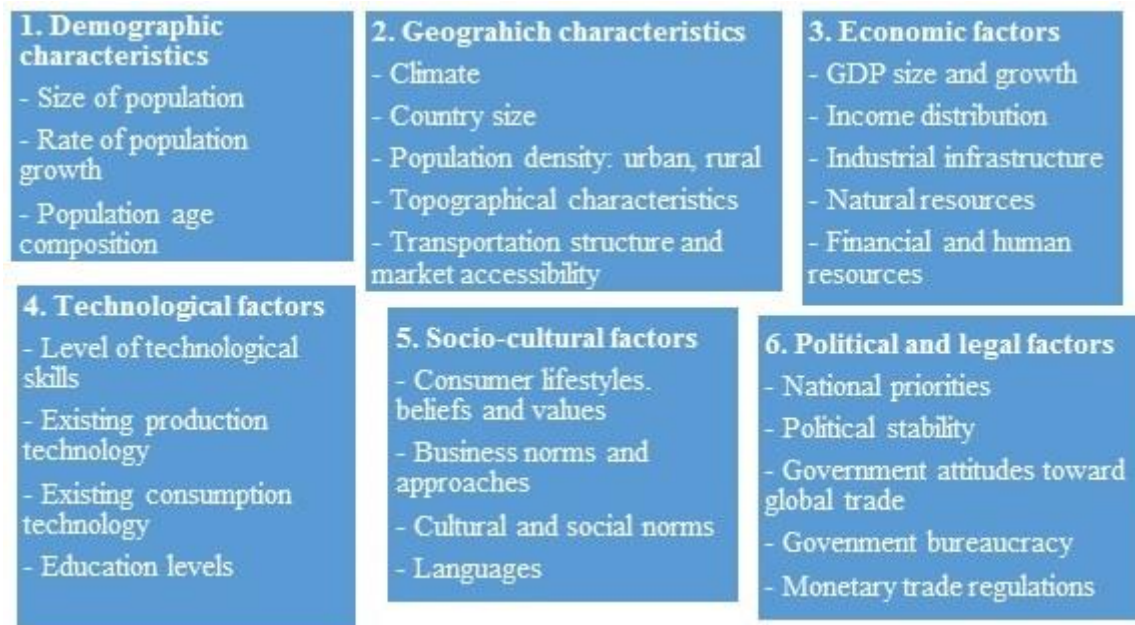 1. Demographic
characteristics
- Size of population
- Rate of population
growth
- Population age
composition
2. Geograhich characteristics
- Climate
- Country size
- Population density: urban, rural
- Topographical characteristics
- Transportation structure and
market accessibility
3. Economic factors
- GDP size and growth
- Income distribution
- Industrial infrastructure
- Natural resources
- Financial and human
resources
4. Technological factors
- Level of technological
skills
- Existing production
technology
- Existing consumption
technology
- Education levels
5. Socio-cultural factors
- Consumer lifestyles.
beliefs and values
- Business norms and
approaches
- Cultural and social norms
- Languages
6. Political and legal factors
- National priorities
- Political stability
- Government attitudes toward
global trade
- Govenment bureaucracy
- Monetary trade regulations